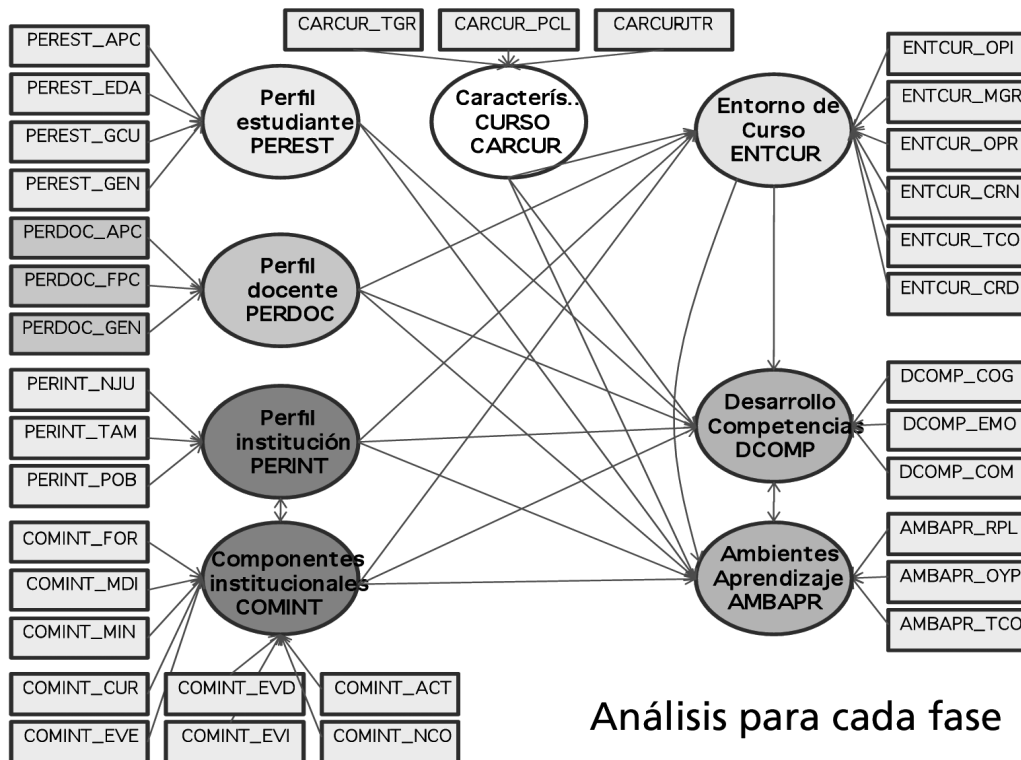 CARCUR_TGR
CARCUR_PCL
CARCURJTR
PEREST_APC
PEREST_EDA
PEREST_GCU
PEREST_GEN
PERDOC_APC
PERDOC_FPC
PERDOC_GEN
PERINT_NJU
PERINT_TAM
PERINT_POB
COMINT_FOR
COMINT_MDI
COMINT_MIN
COMINT_CUR
COMINT_EVE
COMINT_EVD
COMINT_EVI
COMINT_ACT
COMINT_NCO
Perfil
estudiante
PEREST
Perfil
docente
PERDOC
Perfil
institución
PERINT
Componentes
institucionales
COMINT
Caracterís..
CURSO
CARCUR
Entorno de
Curso
ENTCUR
Desarrollo
Competencias
DCOMP
Ambientes
Aprendizaje
AMBAPR
ENTCUR_OPI
ENTCUR_MGR
ENTCUR_OPR
ENTCUR_CRN
ENTCUR_TCO
ENTCUR_CRD
DCOMP_COG
DCOMP_EMO
DCOMP_COM
AMBAPR_RPL
AMBAPR_OYP
AMBAPR_TCO
Análisis para cada fase